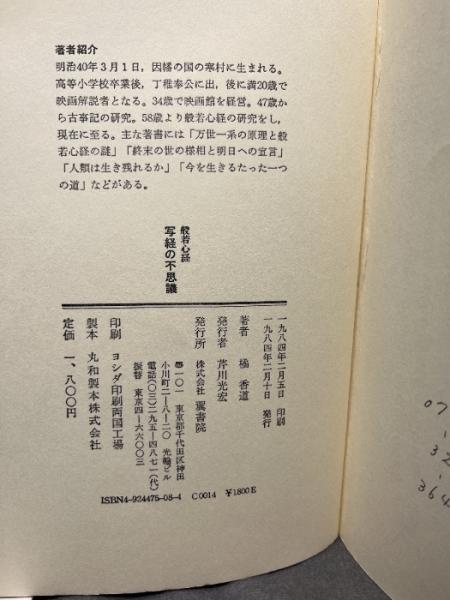 著者紹介
明治40年3月1日，因幡の国の寒村に生まれる。
高等小学校卒業後，丁稚奉公に出，後に満20歳で
映画解説者となる。34歳で映画館を経営。47歳か
ら古事記の研究。58歳より般若心経の研究をし，
現在に至る。主な著書には「万世一系の原理と般
若心経の謎」「終末の世の様相と明日への宣言」
「人類は生き残れるか」「今を生きるたった一つ
の道」などがある。
般若心経
写経の不思議
一九八四年二月五日 印刷
一九八四年二月十日 発行
著者 橘 香道
発行者 芹川光宏
発行所 株式会社 鷹書院
〒一〇一 東京都千代田区神田
小川町二－八－二〇 光輪ビル
電話(〇三)二九五－四八七一(代)
振替 東京四－六六〇〇三
印刷 ヨシダ印刷両国工場
製本 丸和製本株式会社
定価 一、八〇〇円
ISBN4-924475-08-4 C0014 ￥1800E
07
32
364